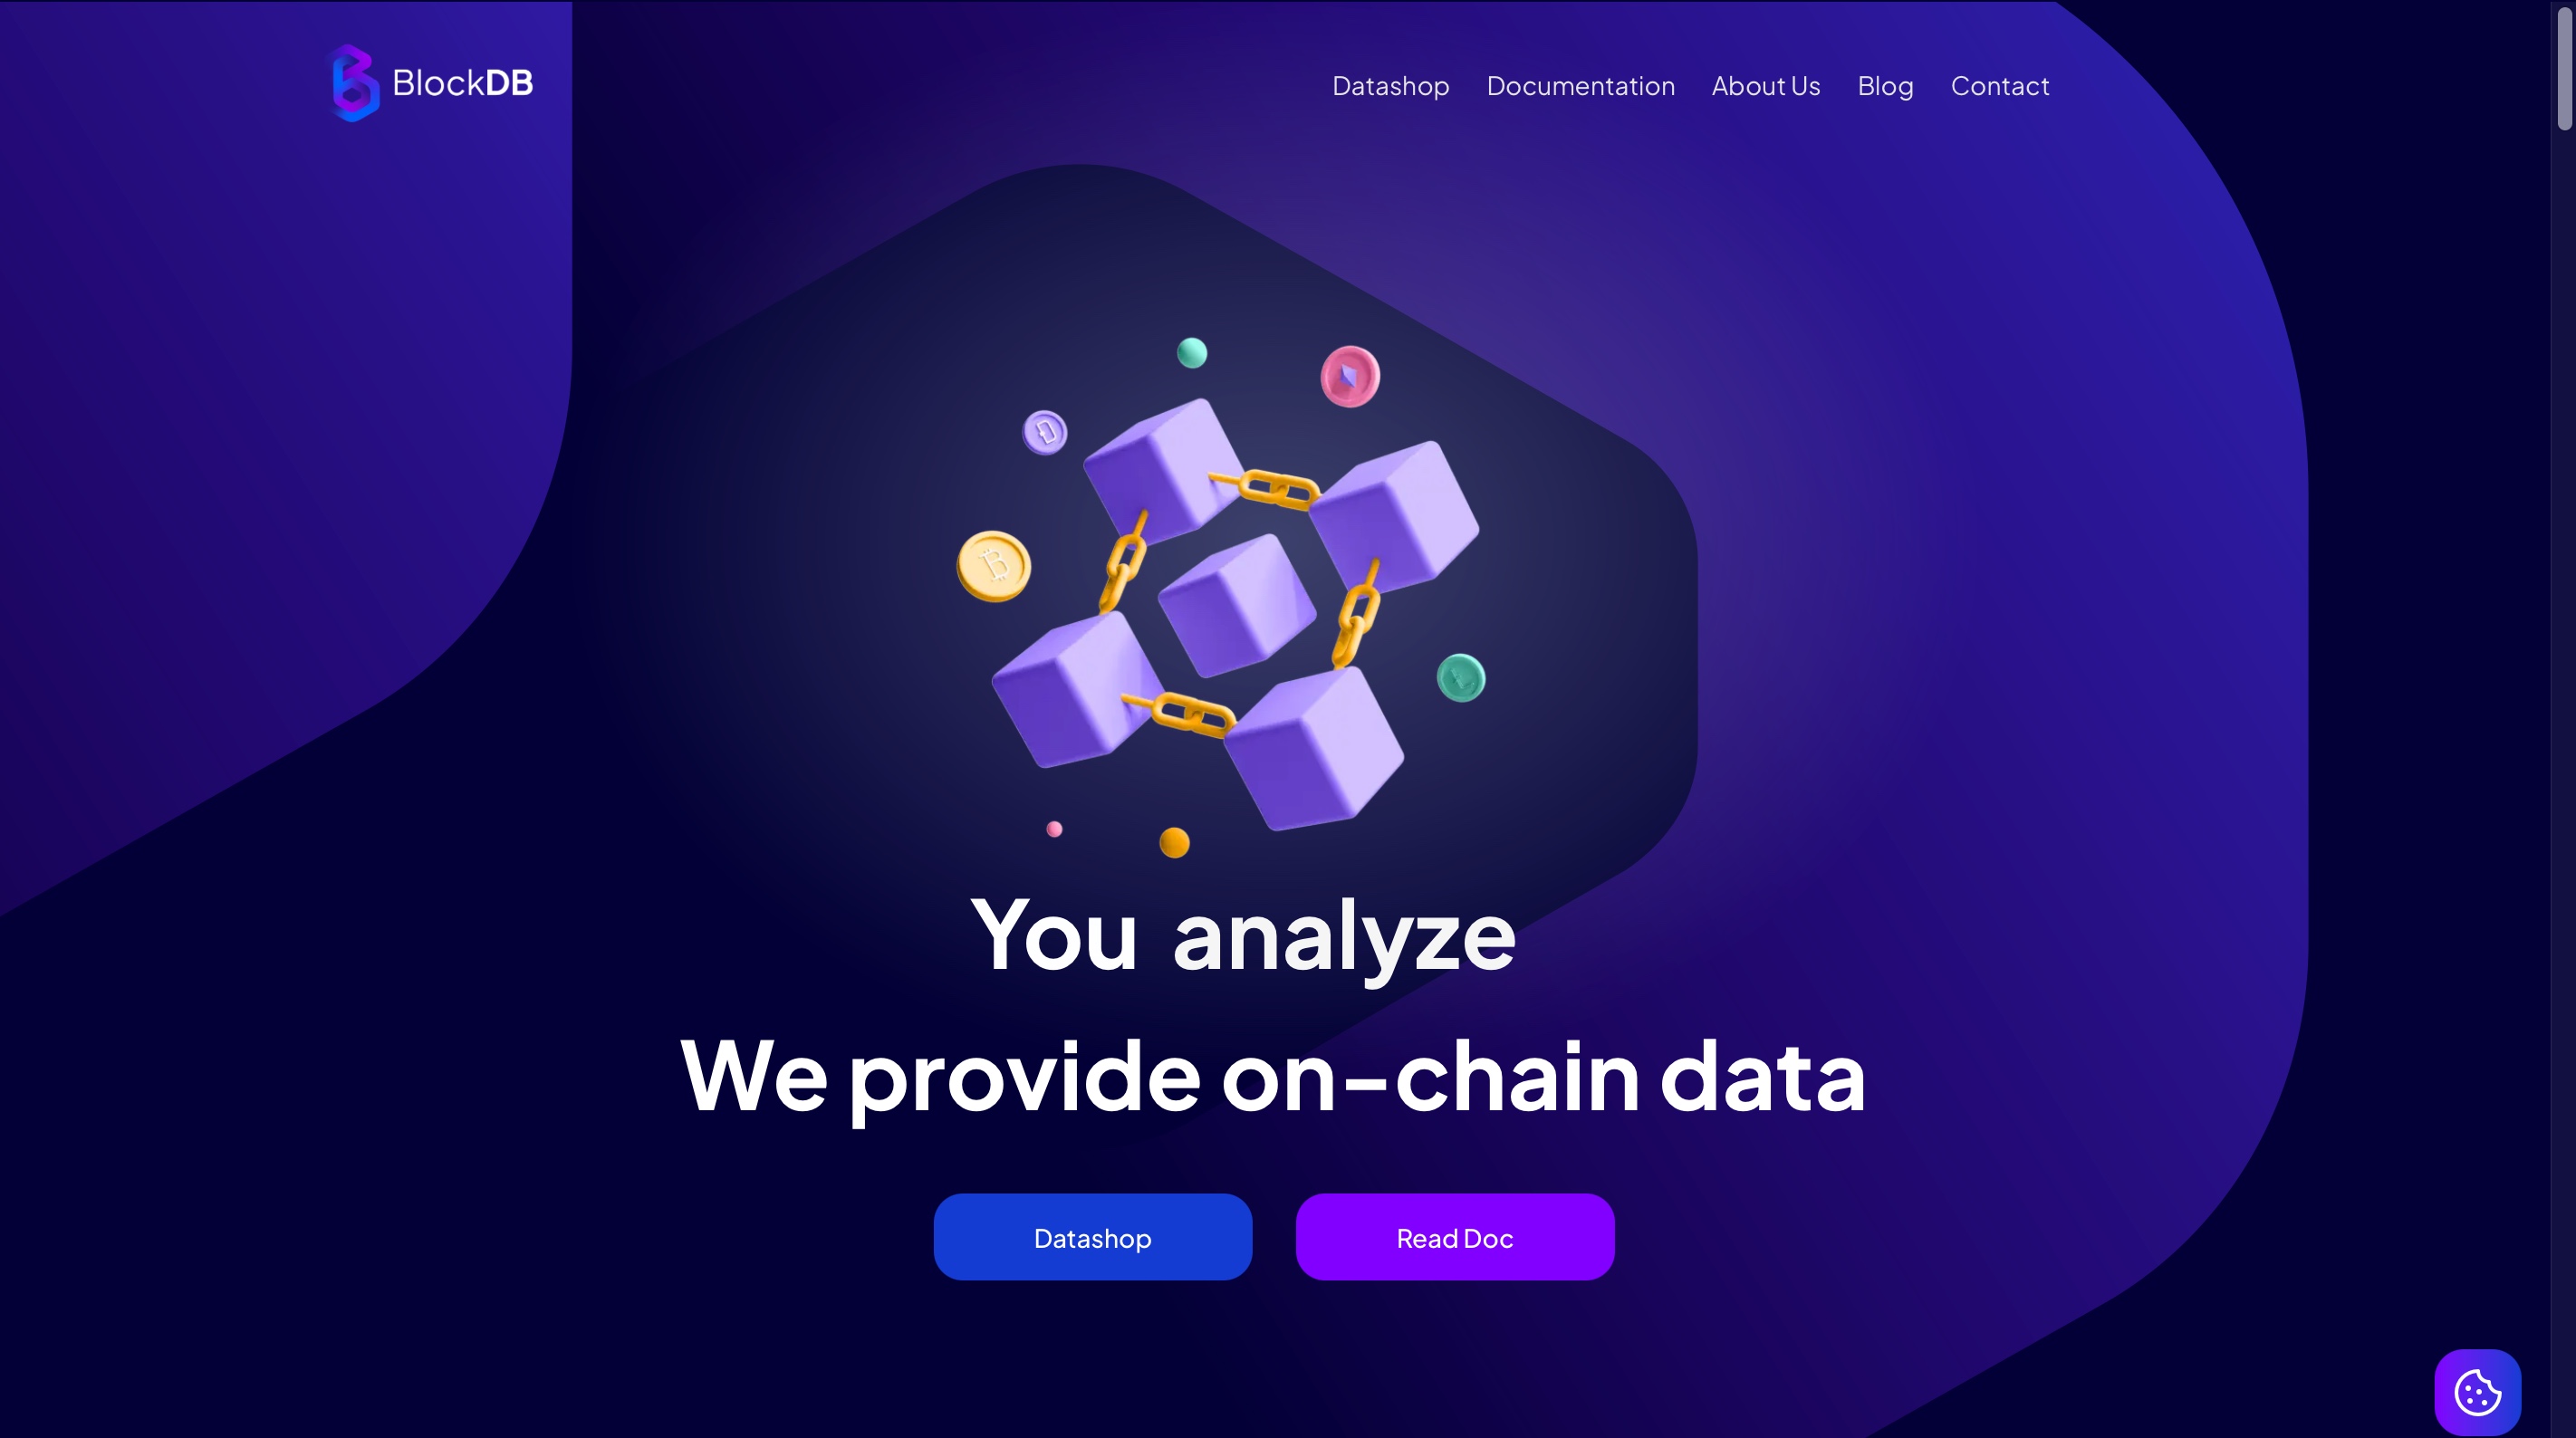 BlockDB
Datashop Documentation About Us Blog Contact
You analyze
We provide on-chain data
Datashop
Read Doc